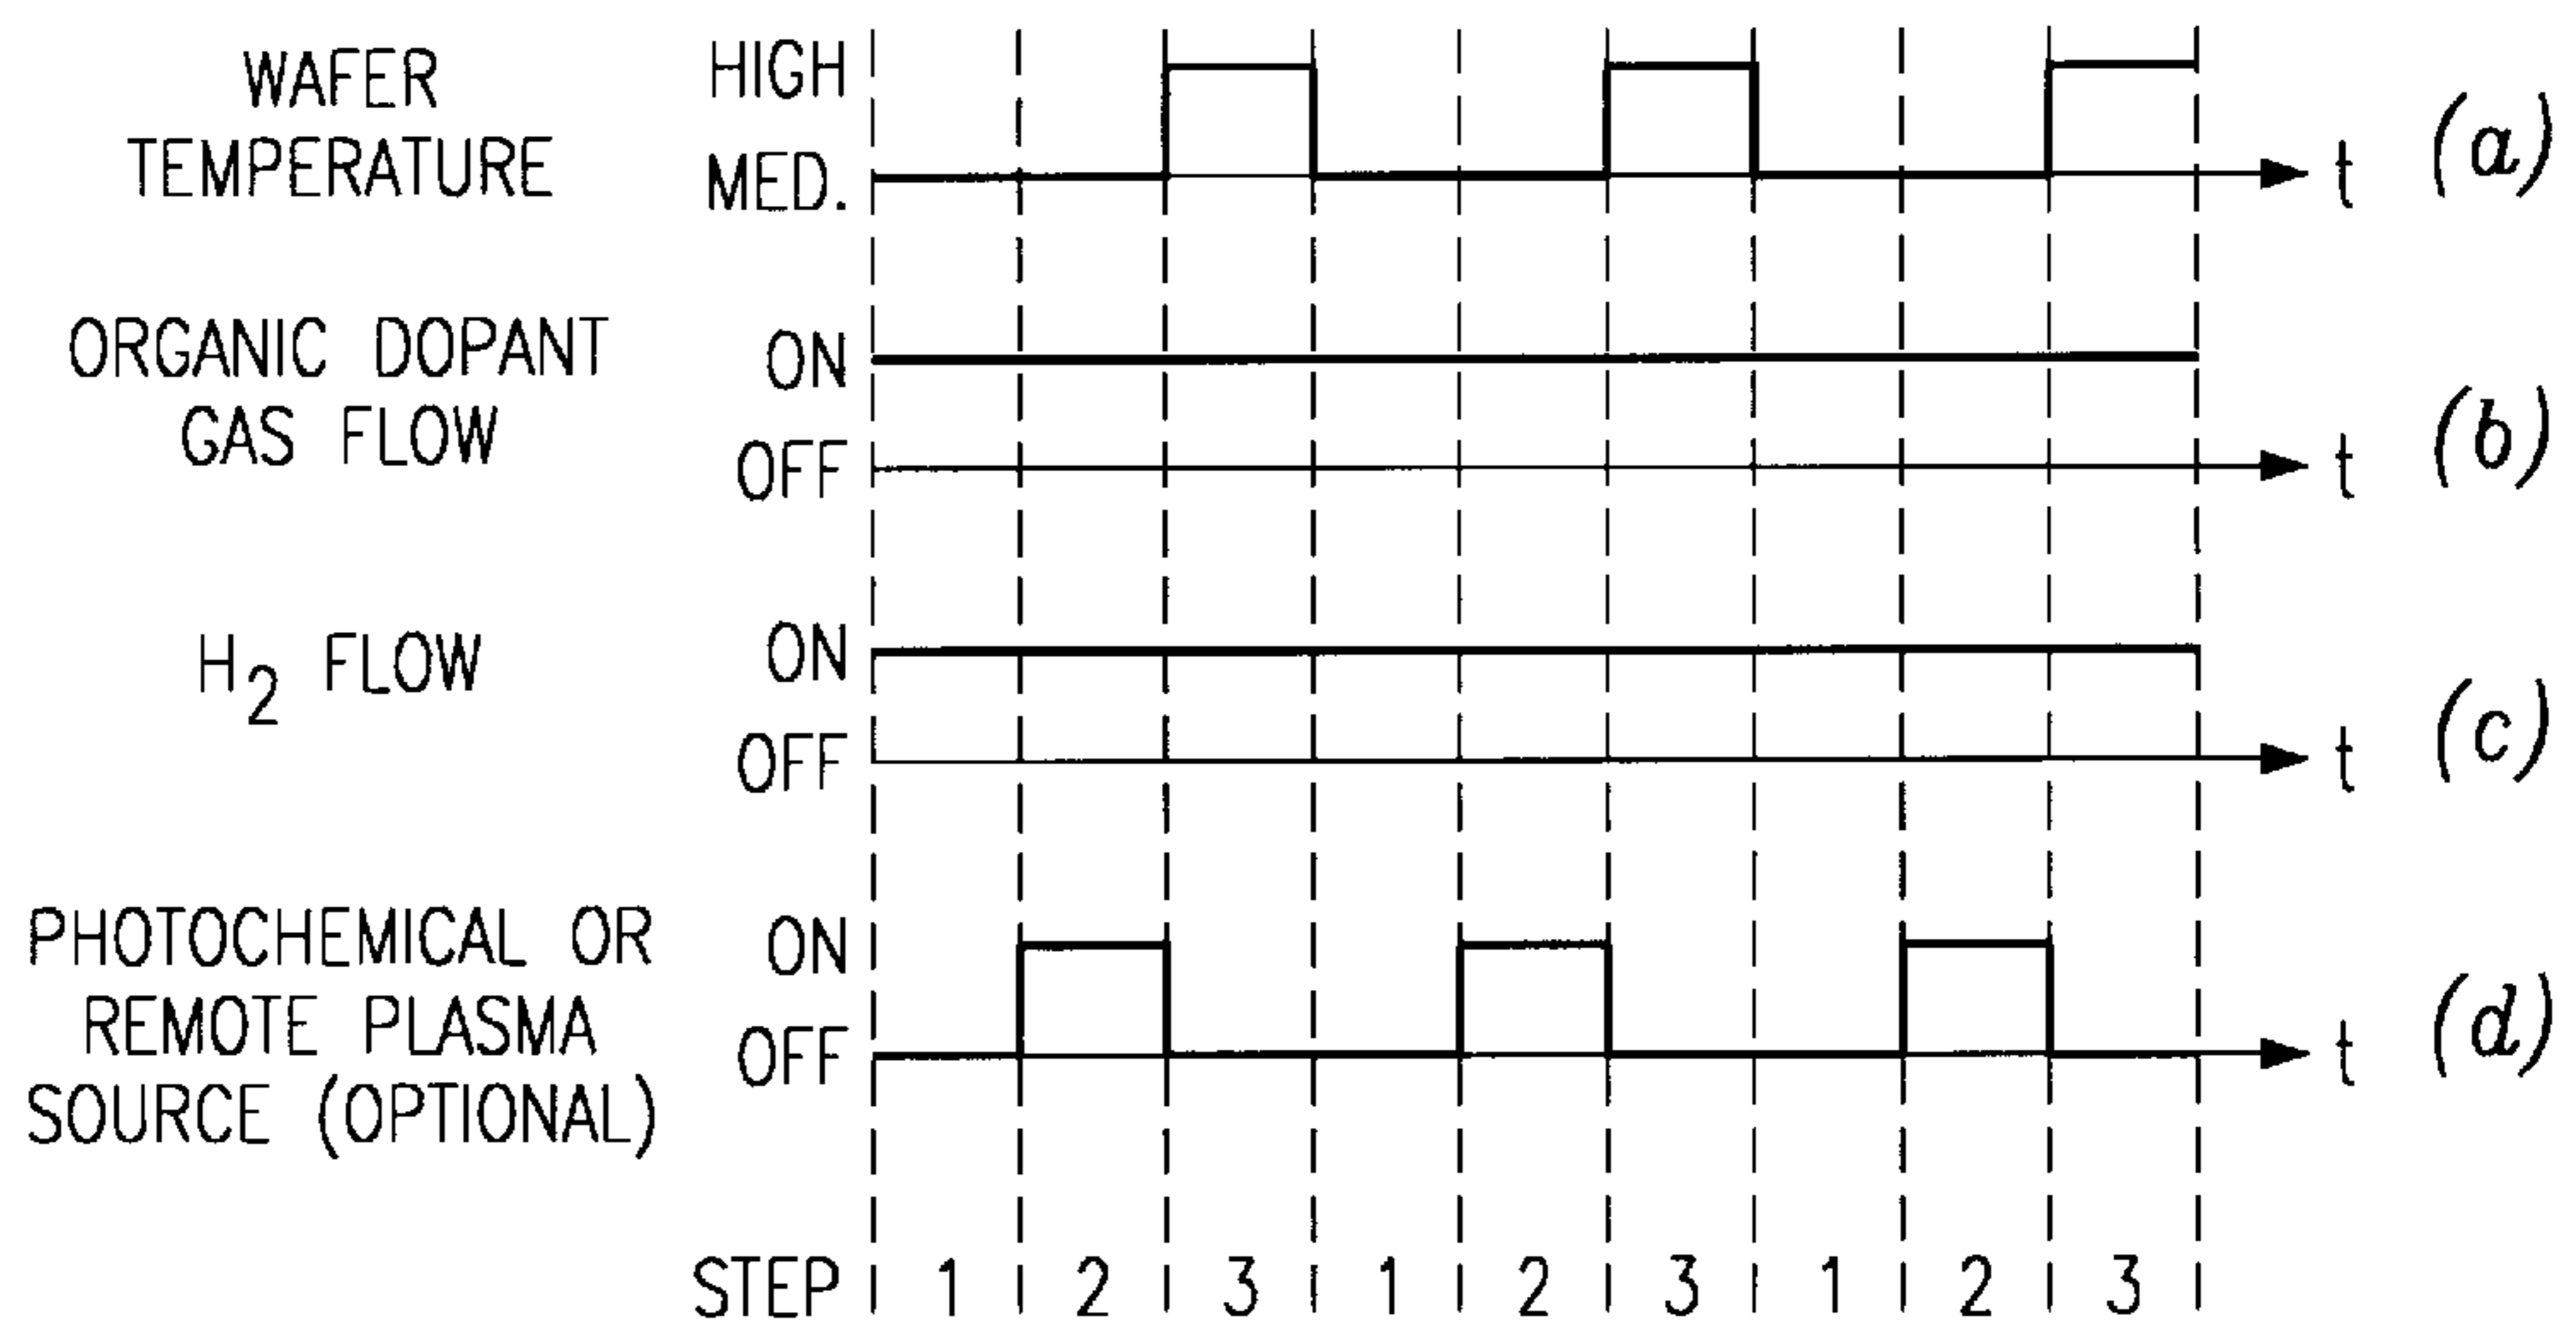 WAFER
TEMPERATURE
HIGH
MED.
t
(a)
ORGANIC DOPANT
GAS FLOW
ON
OFF
t
(b)
H2 FLOW
ON
OFF
t
(c)
PHOTOCHEMICAL OR
REMOTE PLASMA
SOURCE (OPTIONAL)
ON
OFF
t
(d)
STEP 1 2 3 1 2 3 1 2 3